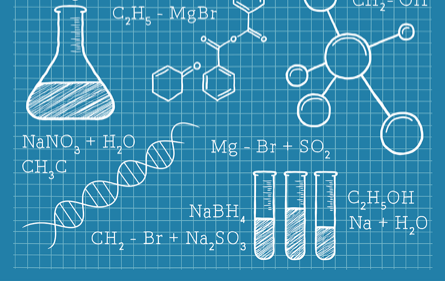 C₂H₅ - MgBr
CH₂- OH
NaNO₃ + H₂O
CH₃C
Mg - Br + SO₂
NaBH₄
CH₂ - Br + Na₂SO₃
C₂H₅OH
Na + H₂O